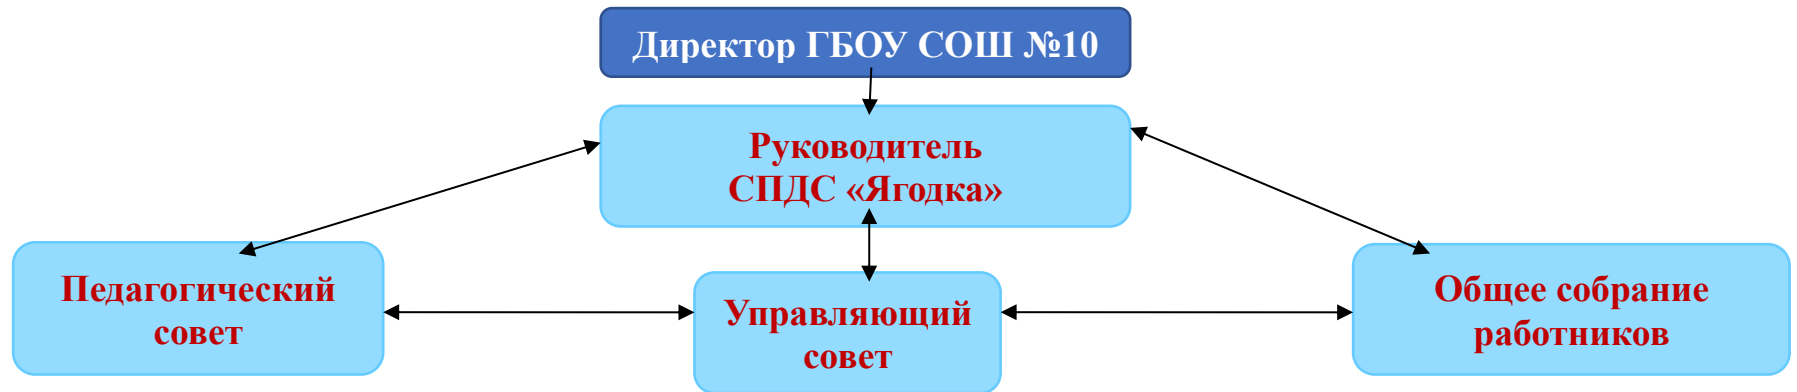 Директор ГБОУ СОШ №10
Руководитель
СПДС «Ягодка»
Педагогический
совет
Управляющий
совет
Общее собрание
работников